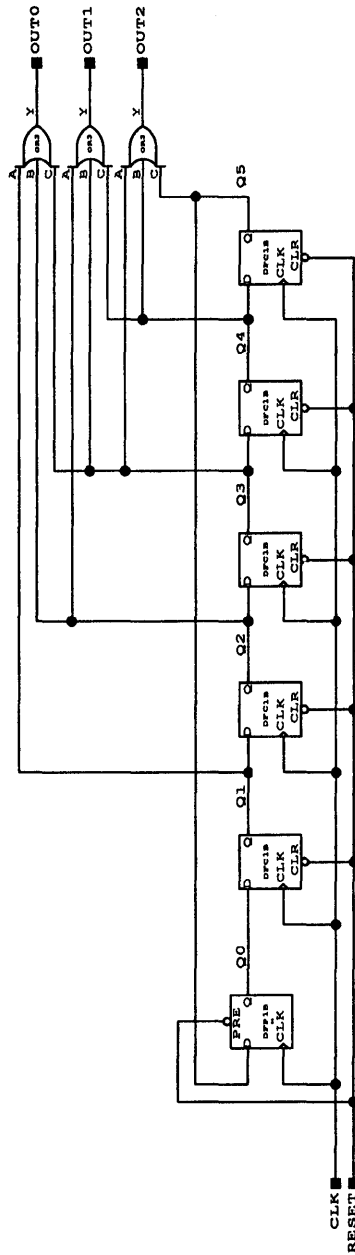 A
B
C
OR3
Y
OUT0
A
B
C
OR3
Y
OUT1
A
B
C
OR3
Y
OUT2
PRE
D
Q
DFP1B
CLK
Q0
D
Q
DFC1B
CLK
CLR
Q1
D
Q
DFC1B
CLK
CLR
Q2
D
Q
DFC1B
CLK
CLR
Q3
D
Q
DFC1B
CLK
CLR
Q4
D
Q
DFC1B
CLK
CLR
Q5
CLK
RESET